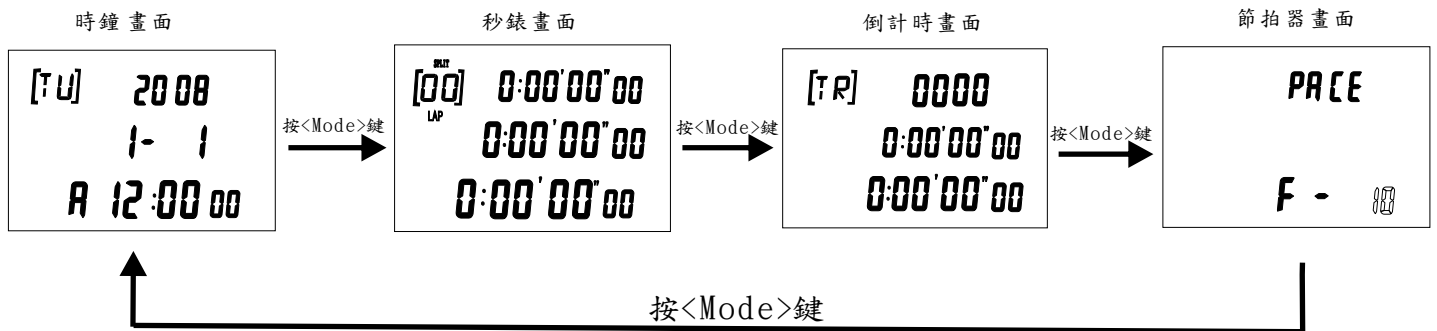 時鐘畫面
秒錶畫面
倒計時畫面
節拍器畫面
[TU] 2008
1- 1
A 12:00 00
按<Mode>鍵
SPLIT
[00] 0:00'00"00
LAP
0:00'00"00
0:00'00"00
按<Mode>鍵
[TR] 0000
0:00'00"00
0:00'00"00
按<Mode>鍵
PACE
F - 10
按<Mode>鍵